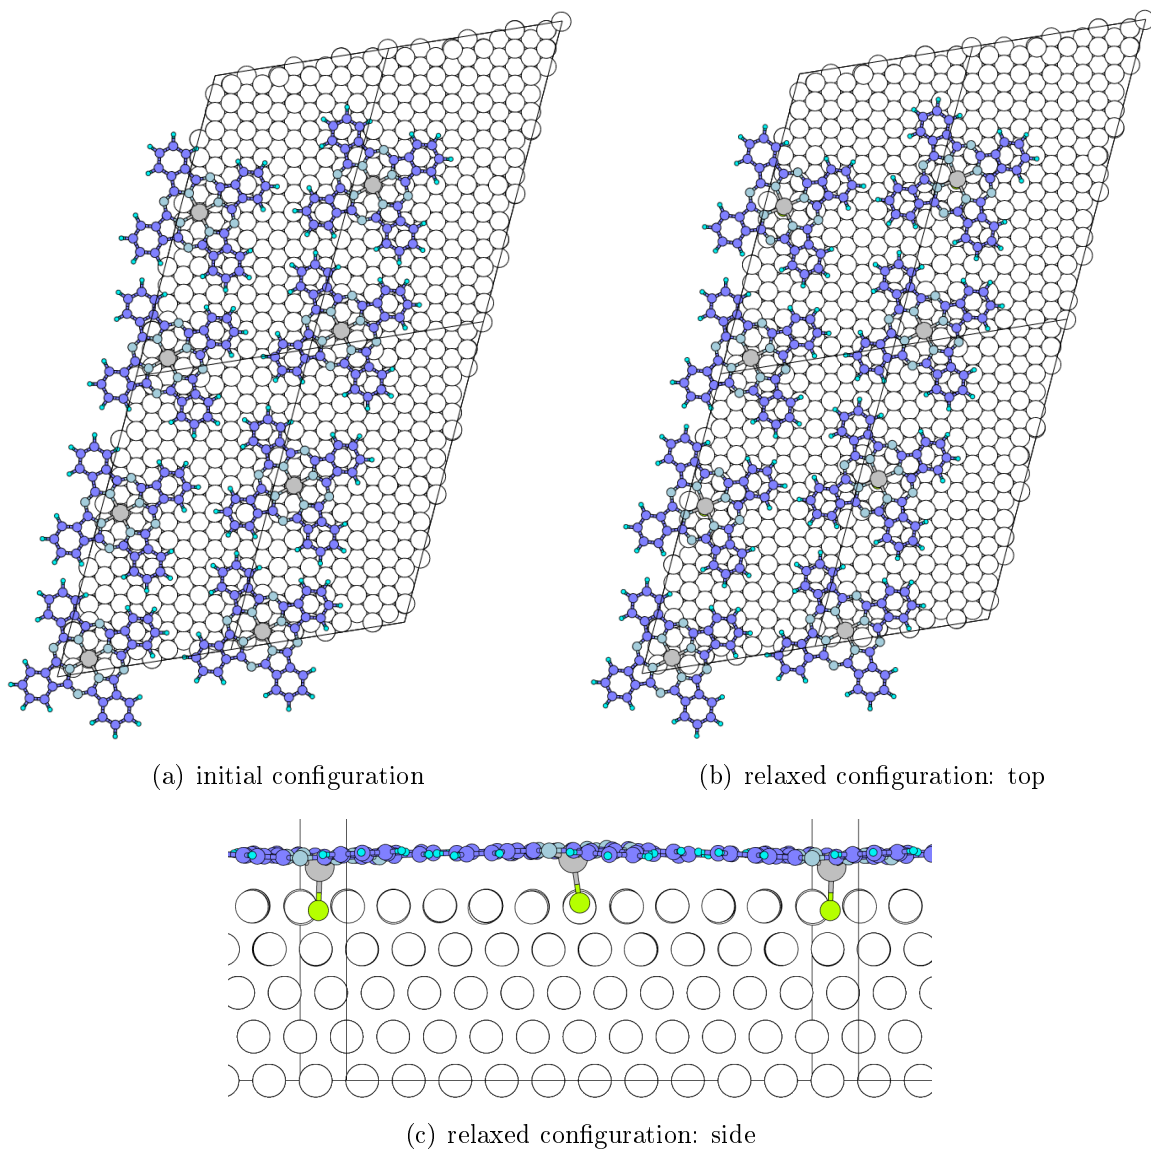 (a) initial configuration
(b) relaxed configuration: top
(c) relaxed configuration: side